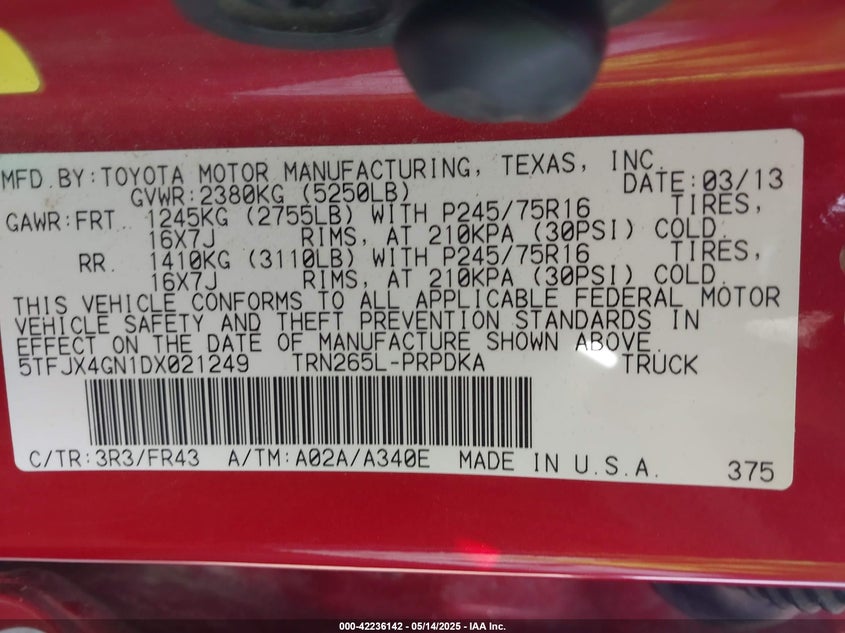 MFD.BY:TOYOTA MOTOR MANUFACTURING, TEXAS, INC.
GVWR:2380KG (5250LB) DATE:03/13
GAWR:FRT 1245KG (2755LB) WITH P245/75R16 TIRES,
16X7J RIMS, AT 210KPA (30PSI) COLD.
RR. 1410KG (3110LB) WITH P245/75R16 TIRES,
16X7J RIMS, AT 210KPA (30PSI) COLD.
THIS VEHICLE CONFORMS TO ALL APPLICABLE FEDERAL MOTOR
VEHICLE SAFETY AND THEFT PREVENTION STANDARDS IN
EFFECT ON THE DATE OF MANUFACTURE SHOWN ABOVE.
5TFJX4GN1DX021249 TRN265L-PRPDKA TRUCK
C/TR:3R3/FR43 A/TM:A02A/A340E MADE IN U.S.A. 375
000-42236142 - 05/14/2025 - IAA Inc.